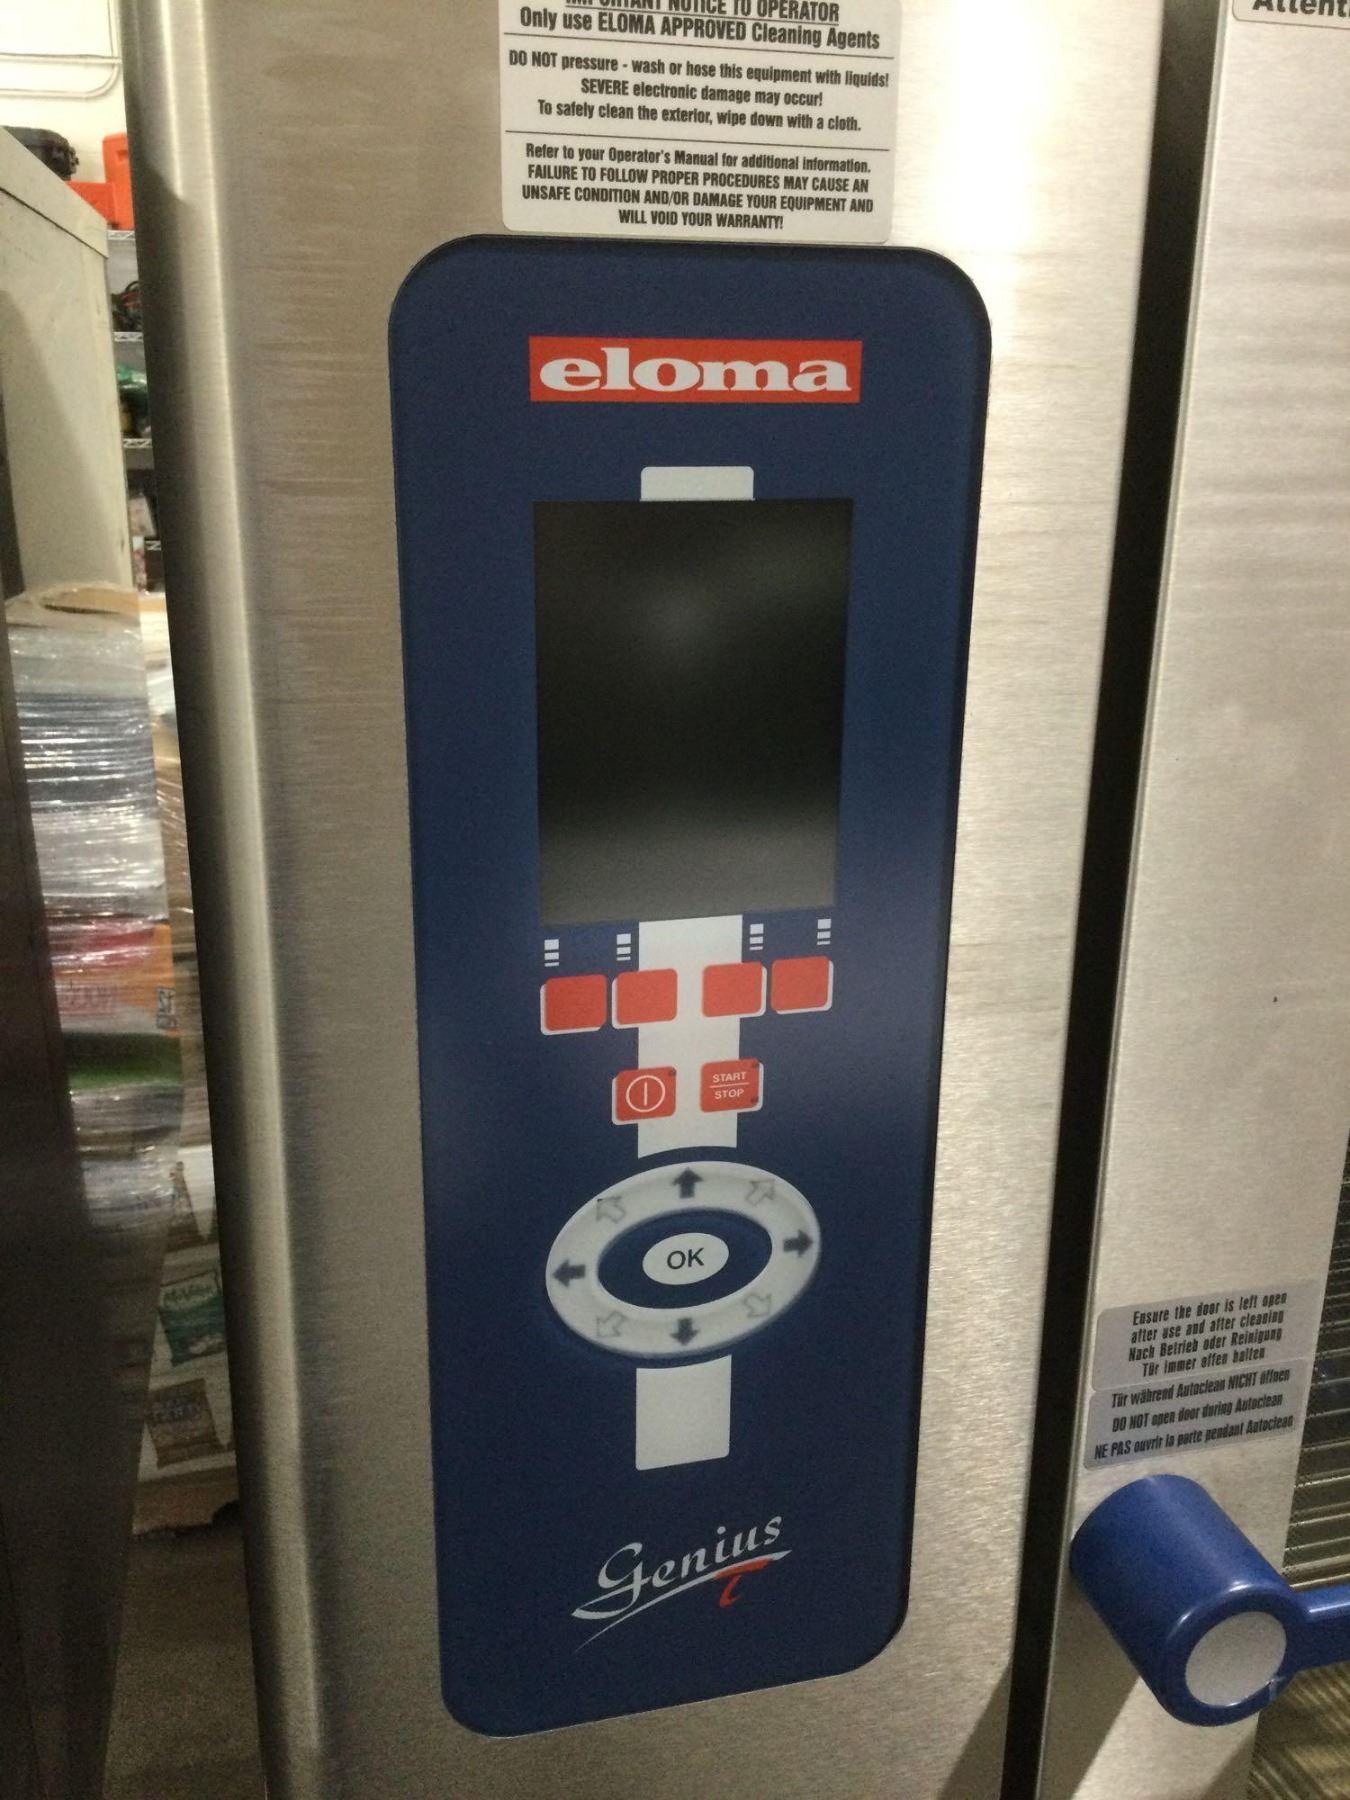 IMPORTANT NOTICE TO OPERATOR
Only use ELOMA APPROVED Cleaning Agents
DO NOT pressure - wash or hose this equipment with liquids!
SEVERE electronic damage may occur!
To safely clean the exterior, wipe down with a cloth.
Refer to your Operator's Manual for additional information.
FAILURE TO FOLLOW PROPER PROCEDURES MAY CAUSE AN
UNSAFE CONDITION AND/OR DAMAGE YOUR EQUIPMENT AND
WILL VOID YOUR WARRANTY!
eloma
START
STOP
OK
Genius
T
Ensure the door is left open
after use and after cleaning
Nach Betrieb oder Reinigung
Tür immer offen halten
Tür während Autoclean NICHT öffnen
DO NOT open door during Autoclean
NE PAS ouvrir la porte pendant Autoclean